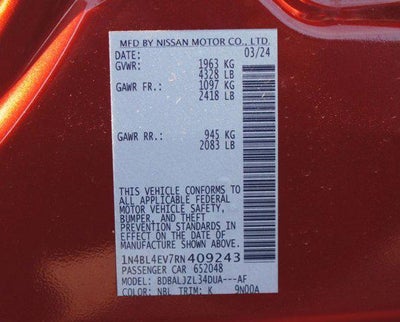 MFD BY NISSAN MOTOR CO., LTD.
DATE: 03/24
GVWR: 1963 KG
4328 LB
GAWR FR.: 1097 KG
2418 LB
GAWR RR.: 945 KG
2083 LB
THIS VEHICLE CONFORMS TO
ALL APPLICABLE FEDERAL
MOTOR VEHICLE SAFETY,
BUMPER, AND THEFT
PREVENTION STANDARDS
IN EFFECT ON THE DATE OF
MANUFACTURE SHOWN ABOVE.
1N4BL4EV7RN409243
PASSENGER CAR 652048
MODEL: BDBALJZL34DUA---AF
COLOR: NBL TRIM: K 9N00A